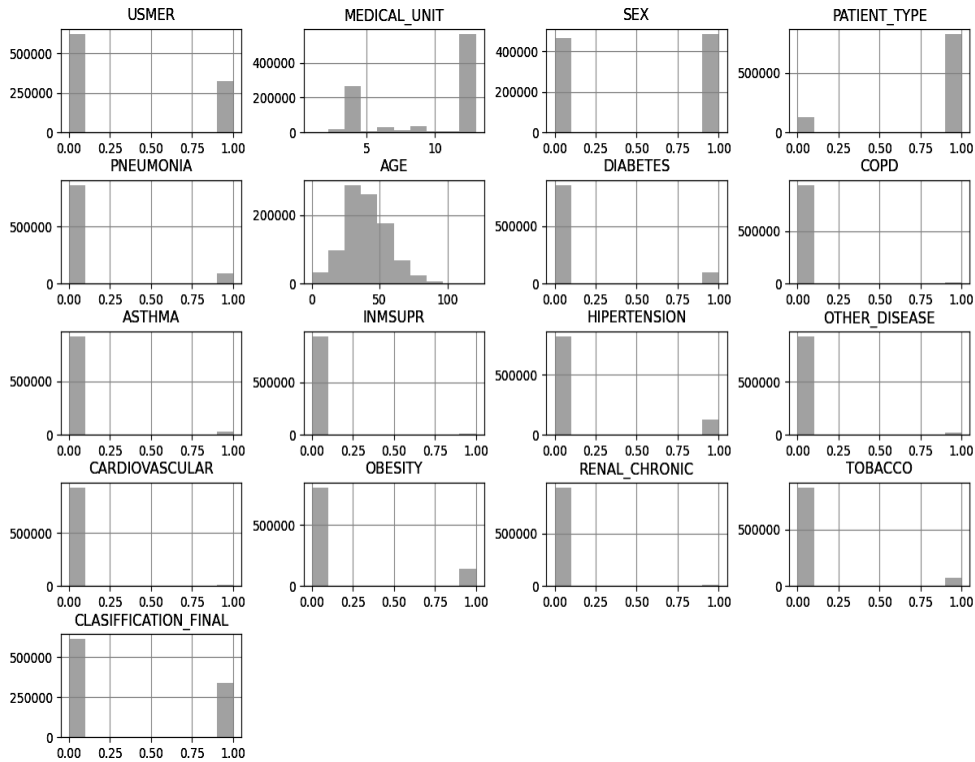 USMER
MEDICAL_UNIT
SEX
PATIENT_TYPE
500000
250000
0
0.00 0.25 0.50 0.75 1.00
400000
200000
0
5 10
400000
200000
0
0.00 0.25 0.50 0.75 1.00
500000
0
0.00 0.25 0.50 0.75 1.00
PNEUMONIA
AGE
DIABETES
COPD
500000
0
0.00 0.25 0.50 0.75 1.00
200000
0
0 50 100
500000
0
0.00 0.25 0.50 0.75 1.00
500000
0
0.00 0.25 0.50 0.75 1.00
ASTHMA
INMSUPR
HIPERTENSION
OTHER_DISEASE
500000
0
0.00 0.25 0.50 0.75 1.00
500000
0
0.00 0.25 0.50 0.75 1.00
500000
0
0.00 0.25 0.50 0.75 1.00
500000
0
0.00 0.25 0.50 0.75 1.00
CARDIOVASCULAR
OBESITY
RENAL_CHRONIC
TOBACCO
500000
0
0.00 0.25 0.50 0.75 1.00
500000
0
0.00 0.25 0.50 0.75 1.00
500000
0
0.00 0.25 0.50 0.75 1.00
500000
0
0.00 0.25 0.50 0.75 1.00
CLASIFFICATION_FINAL
500000
250000
0
0.00 0.25 0.50 0.75 1.00